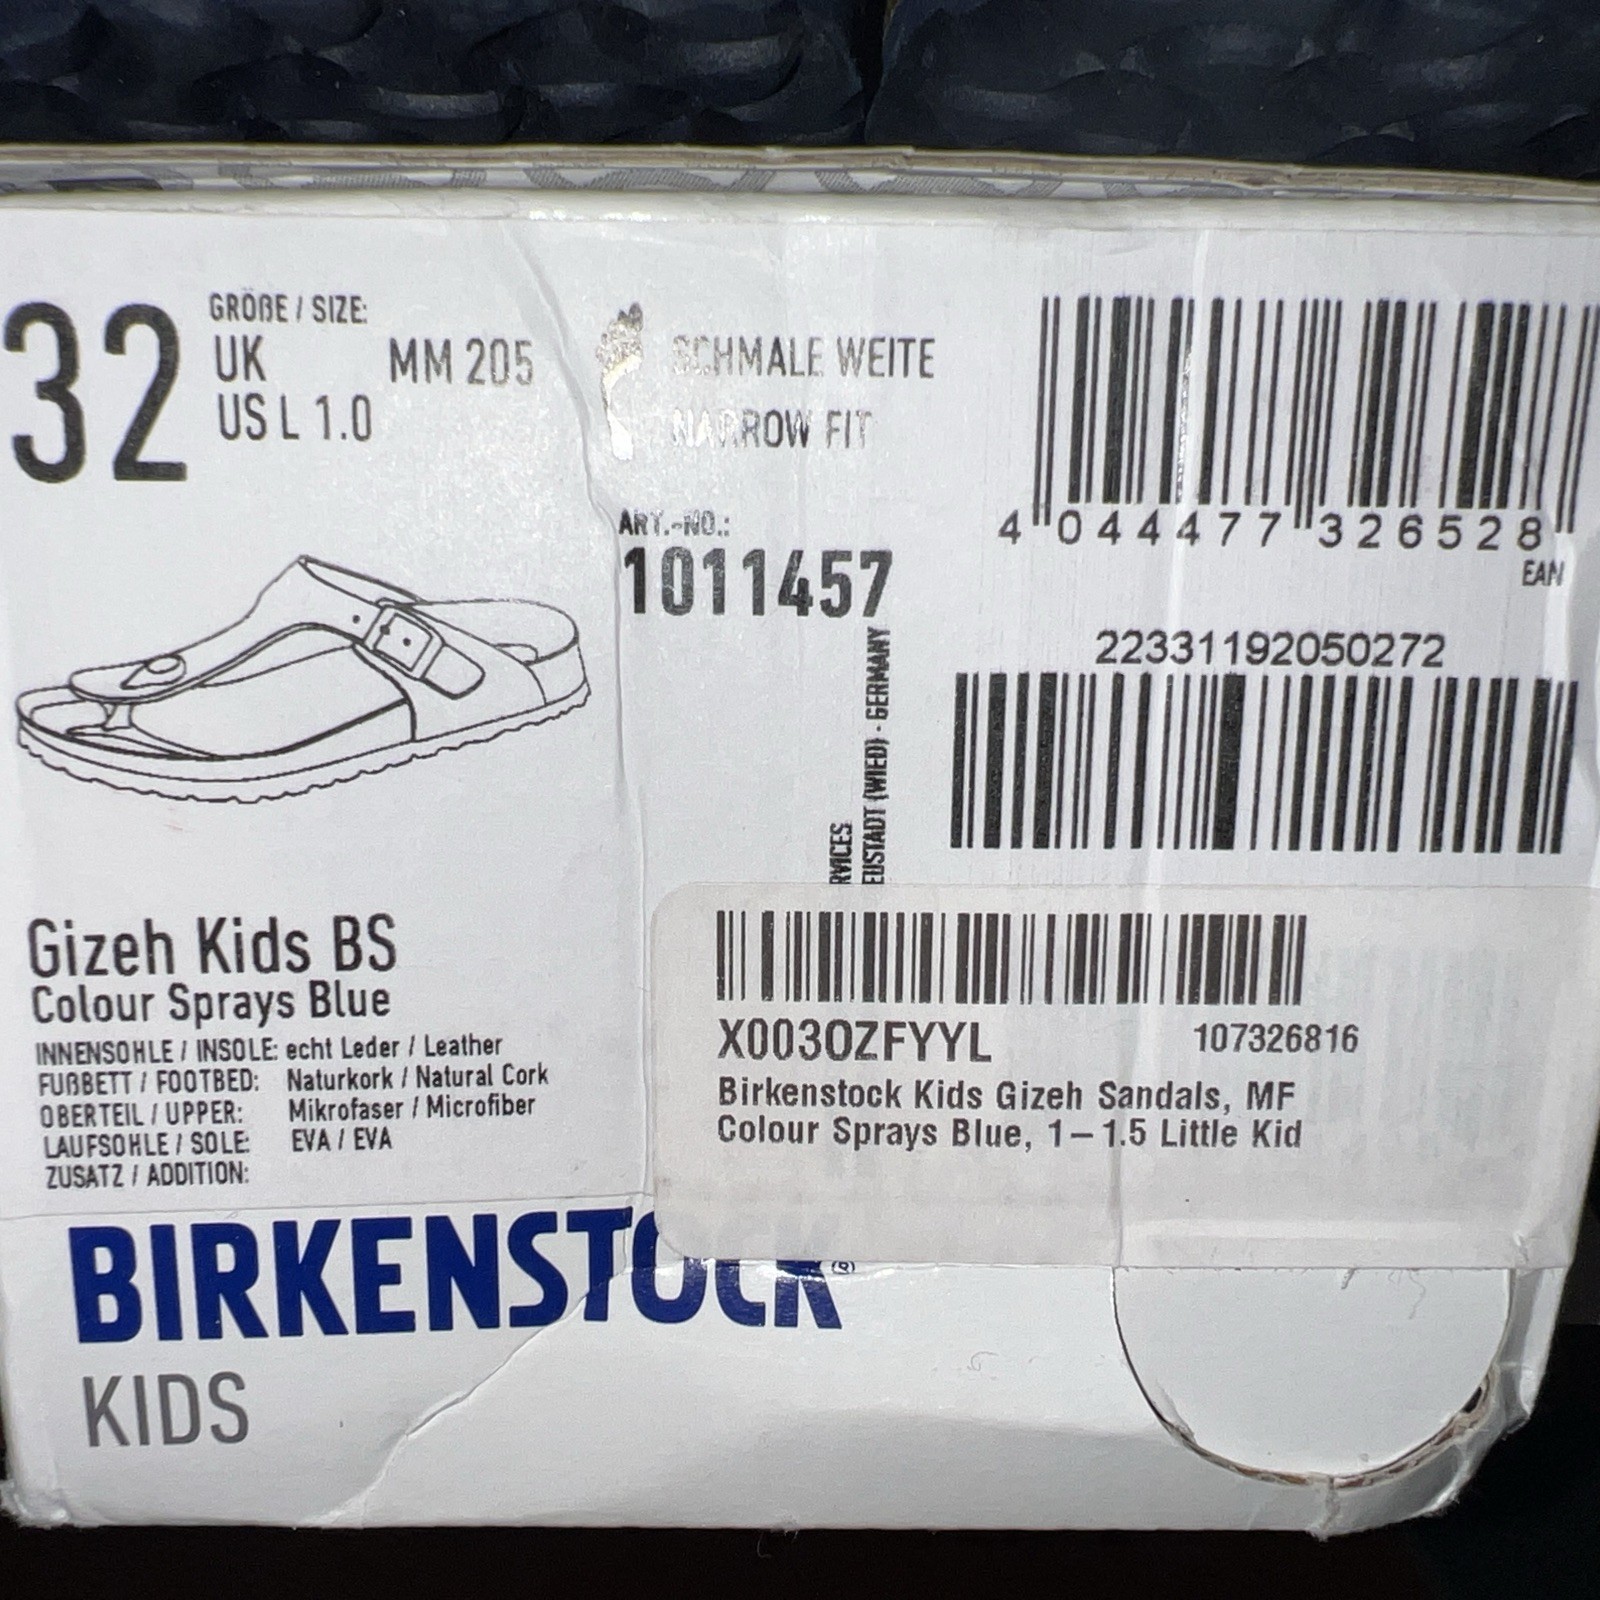 32
GRÖßE / SIZE:
UK MM 205
US L 1.0
SCHMALE WEITE
NARROW FIT
ART.-NO.:
1011457
4 044477 326528
EAN
22331192050272
RVICES
EUSTADT (WIED) · GERMANY
Gizeh Kids BS
Colour Sprays Blue
INNENSOHLE / INSOLE: echt Leder / Leather
FUßBETT / FOOTBED: Naturkork / Natural Cork
OBERTEIL / UPPER: Mikrofaser / Microfiber
LAUFSOHLE / SOLE: EVA / EVA
ZUSATZ / ADDITION:
X003OZFYYL 107326816
Birkenstock Kids Gizeh Sandals, MF
Colour Sprays Blue, 1–1.5 Little Kid
BIRKENSTOCK®
KIDS